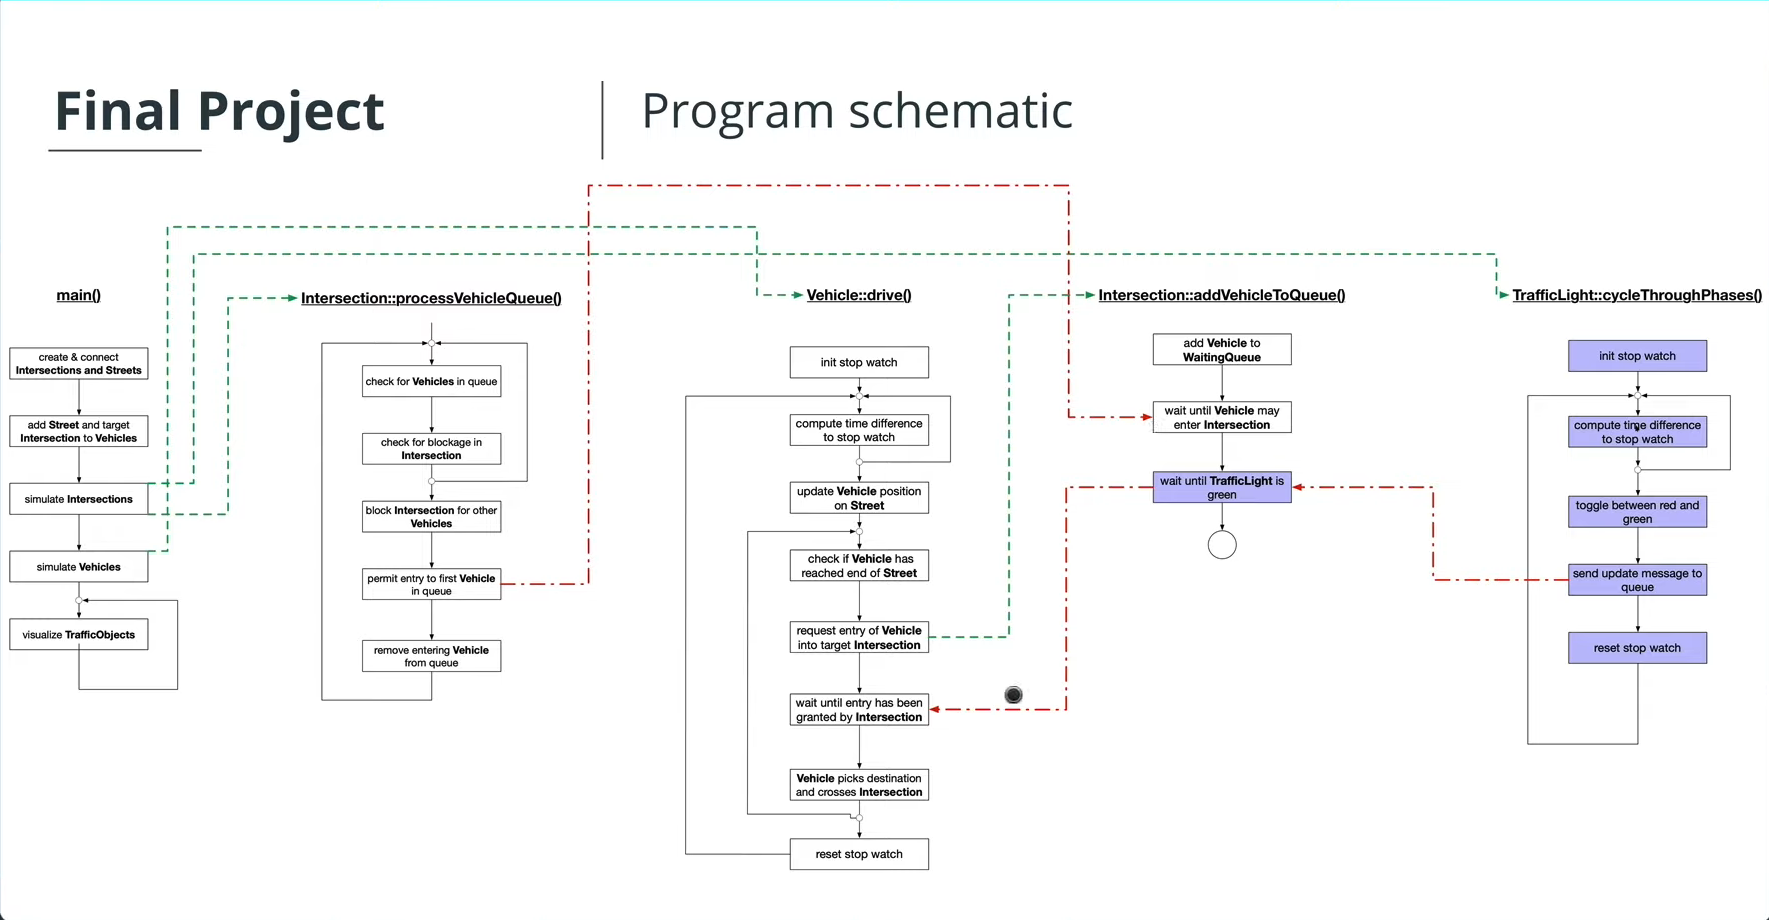 Final Project
Program schematic
main()
create & connect
Intersections and Streets
add Street and target
Intersection to Vehicles
simulate Intersections
simulate Vehicles
visualize TrafficObjects
Intersection::processVehicleQueue()
check for Vehicles in queue
check for blockage in
Intersection
block Intersection for other
Vehicles
permit entry to first Vehicle
in queue
remove entering Vehicle
from queue
Vehicle::drive()
init stop watch
compute time difference
to stop watch
update Vehicle position
on Street
check if Vehicle has
reached end of Street
request entry of Vehicle
into target Intersection
wait until entry has been
granted by Intersection
Vehicle picks destination
and crosses Intersection
reset stop watch
Intersection::addVehicleToQueue()
add Vehicle to
WaitingQueue
wait until Vehicle may
enter Intersection
wait until TrafficLight is
green
TrafficLight::cycleThroughPhases()
init stop watch
compute time difference
to stop watch
toggle between red and
green
send update message to
queue
reset stop watch